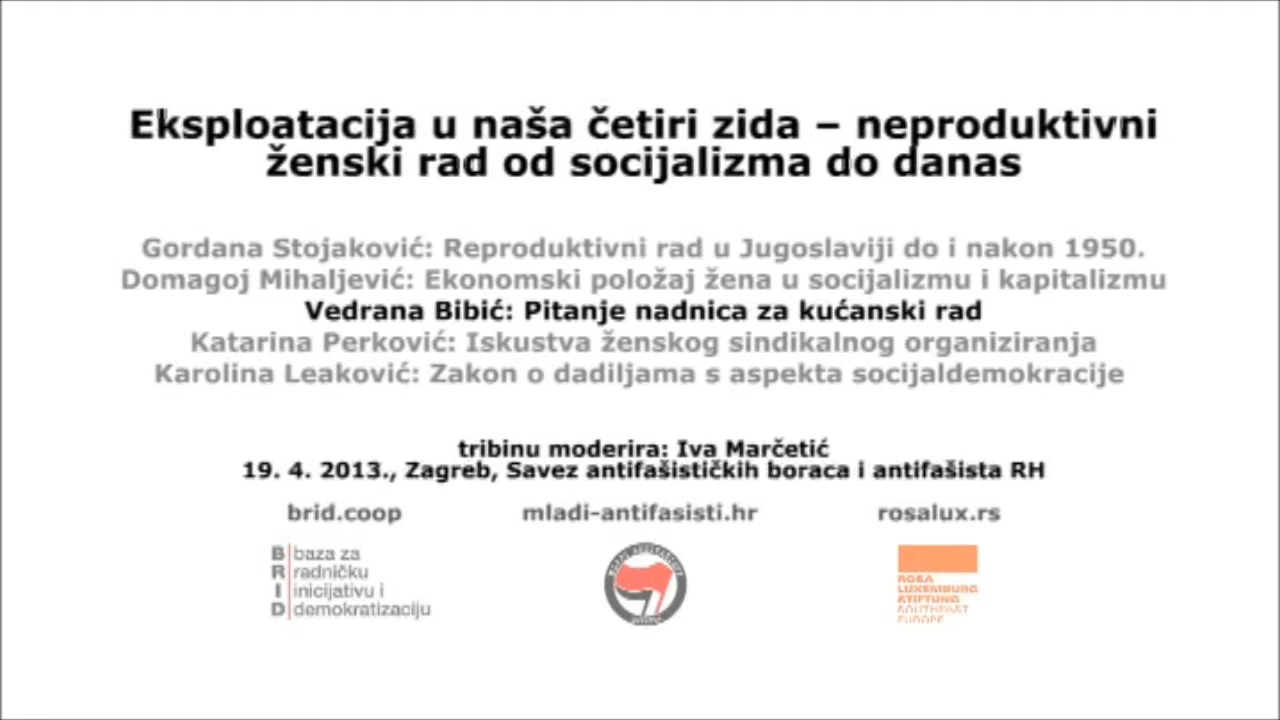 Eksploatacija u naša četiri zida – neproduktivni
ženski rad od socijalizma do danas
Gordana Stojaković: Reproduktivni rad u Jugoslaviji do i nakon 1950.
Domagoj Mihaljević: Ekonomski položaj žena u socijalizmu i kapitalizmu
Vedrana Bibić: Pitanje nadnica za kućanski rad
Katarina Perković: Iskustva ženskog sindikalnog organiziranja
Karolina Leaković: Zakon o dadiljama s aspekta socijaldemokracije
tribinu moderira: Iva Marčetić
19. 4. 2013., Zagreb, Savez antifašističkih boraca i antifašista RH
brid.coop mladi-antifasisti.hr rosalux.rs
B baza za
R radničku
I inicijativu i
D demokratizaciju
ROSA
LUXEMBURG
STIFTUNG
SOUTHEAST
EUROPE